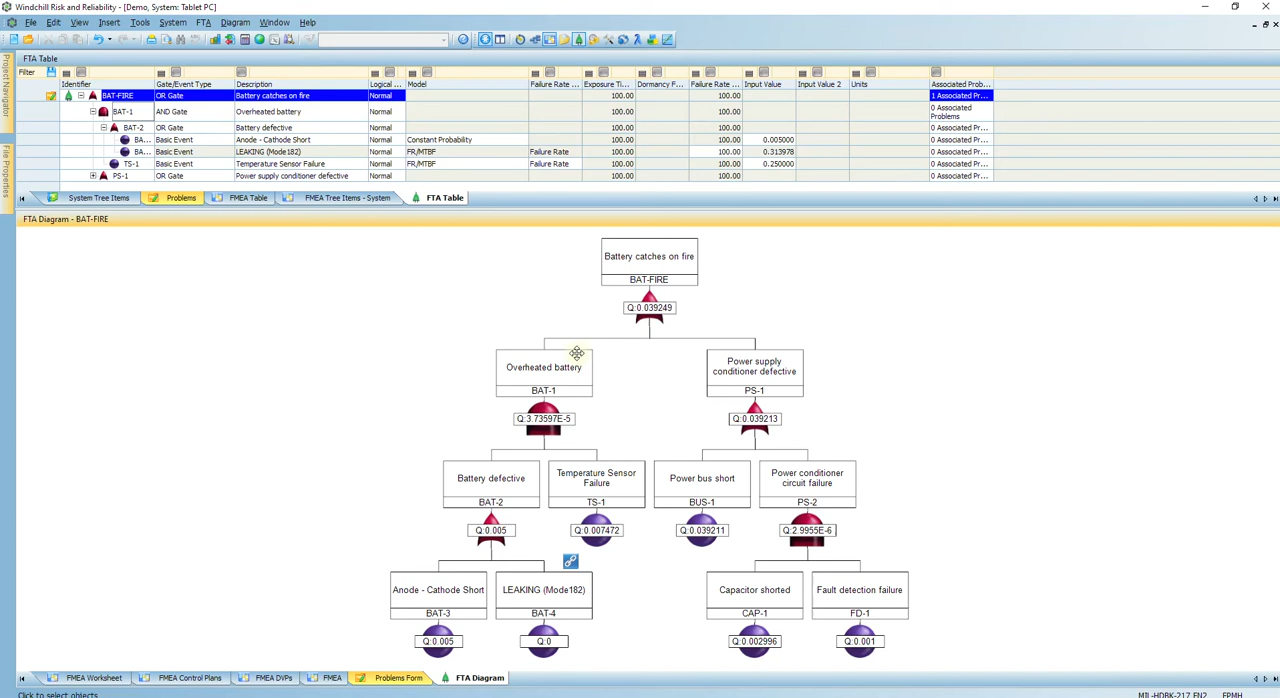 Windchill Risk and Reliability - [Demo, System: Tablet PC]
File Edit View Insert Tools System FTA Diagram Window Help
Project Navigator
File Properties
FTA Table
Filter
Identifier Gate/Event Type Description Logical ... Model Failure Rate ... Exposure Ti... Dormancy F... Failure Rate ... Input Value Input Value 2 Units Associated Prob...
BAT-FIRE OR Gate Battery catches on fire Normal 100.00 100.00 1 Associated Pr...
BAT-1 AND Gate Overheated battery Normal 100.00 100.00 0 Associated Problems
BAT-2 OR Gate Battery defective Normal 100.00 100.00 0 Associated Pr...
BA... Basic Event Anode - Cathode Short Normal Constant Probability 100.00 100.00 0.005000 0 Associated Pr...
BA... Basic Event LEAKING (Mode182) Normal FR/MTBF Failure Rate 100.00 100.00 0.313978 0 Associated Pr...
TS-1 Basic Event Temperature Sensor Failure Normal FR/MTBF Failure Rate 100.00 100.00 0.250000 0 Associated Pr...
PS-1 OR Gate Power supply conditioner defective Normal 100.00 100.00 0 Associated Pr...
System Tree Items Problems FMEA Table FMEA Tree Items - System FTA Table
FTA Diagram - BAT-FIRE
Battery catches on fire
BAT-FIRE
Q:0.039249
Overheated battery
BAT-1
Q:3.73597E-5
Power supply
conditioner defective
PS-1
Q:0.039213
Battery defective
BAT-2
Q:0.005
Temperature Sensor
Failure
TS-1
Q:0.007472
Power bus short
BUS-1
Q:0.039211
Power conditioner
circuit failure
PS-2
Q:2.9955E-6
Anode - Cathode Short
BAT-3
Q:0.005
LEAKING (Mode182)
BAT-4
Q:0
Capacitor shorted
CAP-1
Q:0.002996
Fault detection failure
FD-1
Q:0.001
FMEA Worksheet FMEA Control Plans FMEA DVPs FMEA Problems Form FTA Diagram
Click to select objects MIL-HDBK-217 FN2 FPMH